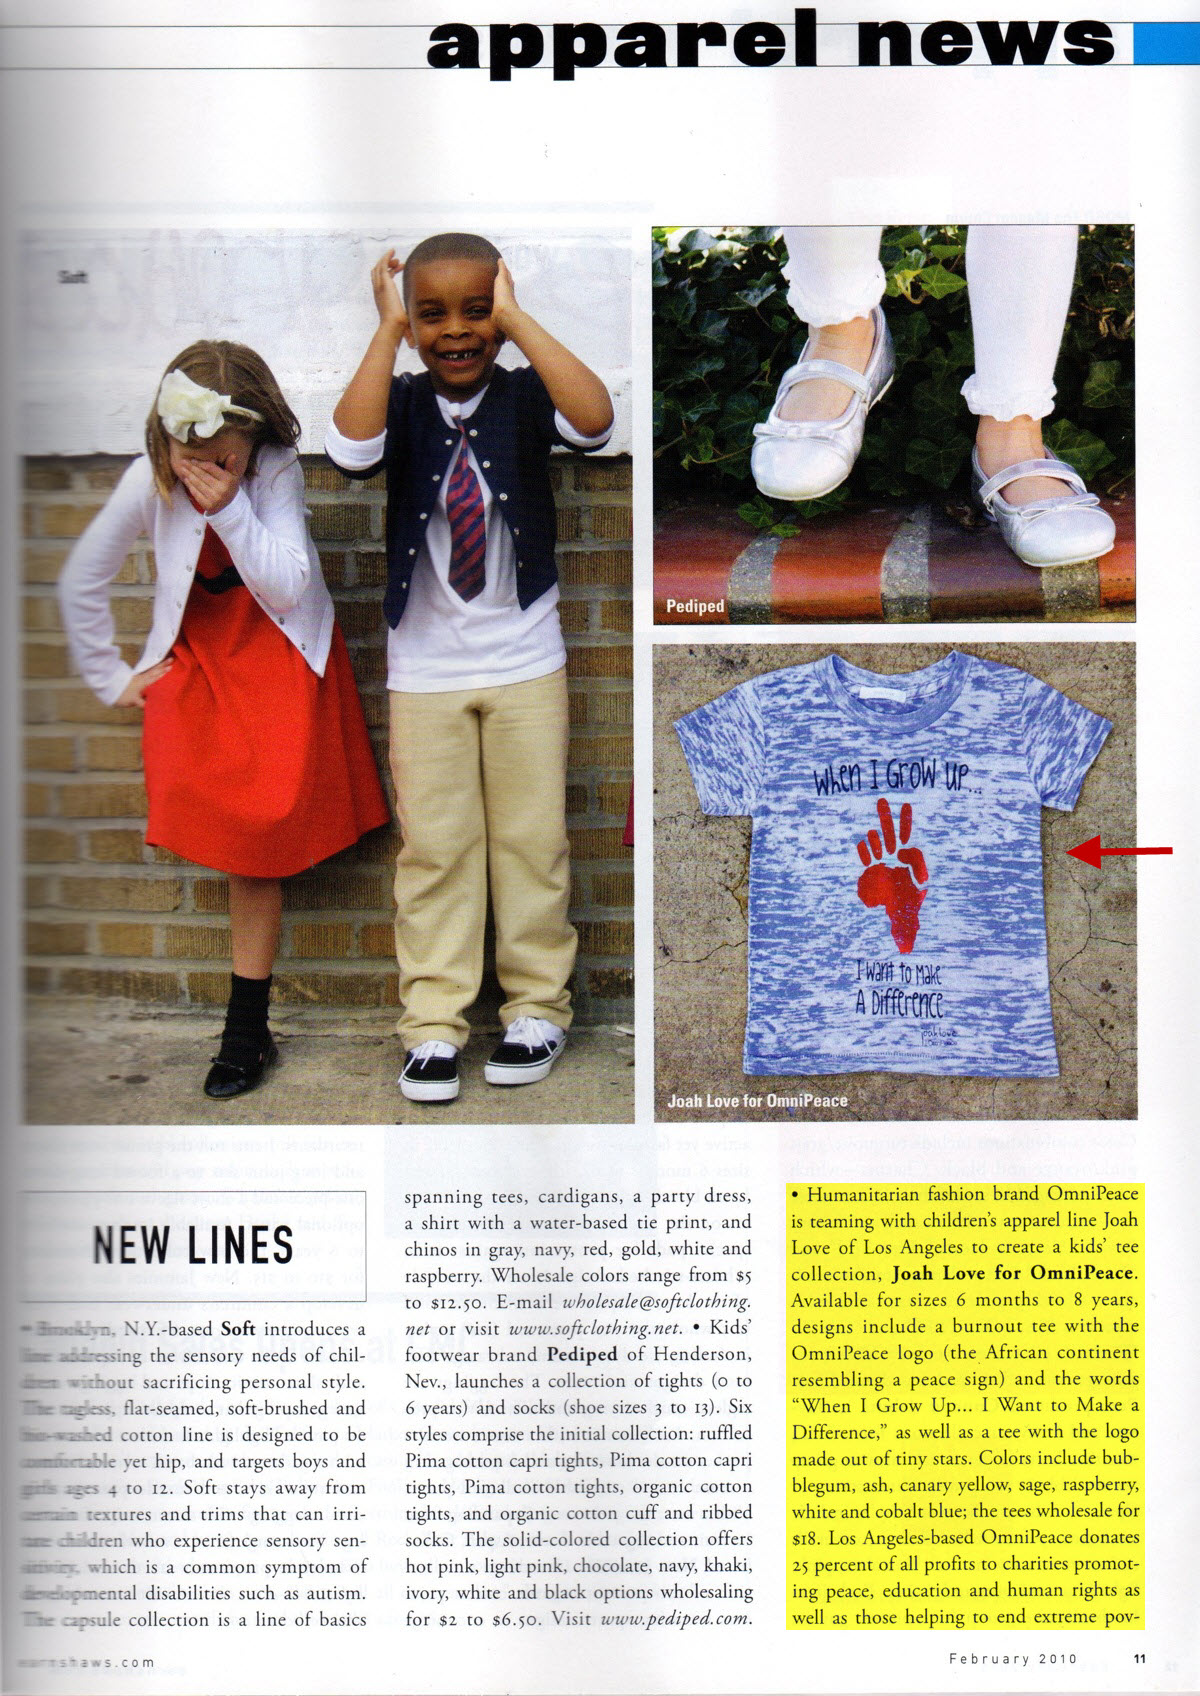 apparel news
Soft
Pediped
When I Grow up...
I want to Make
A Difference
Joah Love for OmniPeace
NEW LINES
• Brooklyn, N.Y.-based Soft introduces a
line addressing the sensory needs of chil-
dren without sacrificing personal style.
The tagless, flat-seamed, soft-brushed and
bio-washed cotton line is designed to be
comfortable yet hip, and targets boys and
girls ages 4 to 12. Soft stays away from
certain textures and trims that can irri-
tate children who experience sensory sen-
sitivity, which is a common symptom of
developmental disabilities such as autism.
The capsule collection is a line of basics
spanning tees, cardigans, a party dress,
a shirt with a water-based tie print, and
chinos in gray, navy, red, gold, white and
raspberry. Wholesale colors range from $5
to $12.50. E-mail wholesale@softclothing.
net or visit www.softclothing.net. • Kids’
footwear brand Pediped of Henderson,
Nev., launches a collection of tights (0 to
6 years) and socks (shoe sizes 3 to 13). Six
styles comprise the initial collection: ruffled
Pima cotton capri tights, Pima cotton capri
tights, Pima cotton tights, organic cotton
tights, and organic cotton cuff and ribbed
socks. The solid-colored collection offers
hot pink, light pink, chocolate, navy, khaki,
ivory, white and black options wholesaling
for $2 to $6.50. Visit www.pediped.com.
• Humanitarian fashion brand OmniPeace
is teaming with children’s apparel line Joah
Love of Los Angeles to create a kids’ tee
collection, Joah Love for OmniPeace.
Available for sizes 6 months to 8 years,
designs include a burnout tee with the
OmniPeace logo (the African continent
resembling a peace sign) and the words
“When I Grow Up... I Want to Make a
Difference,” as well as a tee with the logo
made out of tiny stars. Colors include bub-
blegum, ash, canary yellow, sage, raspberry,
white and cobalt blue; the tees wholesale for
$18. Los Angeles-based OmniPeace donates
25 percent of all profits to charities promot-
ing peace, education and human rights as
well as those helping to end extreme pov-
earnshaws.com
February 2010 11